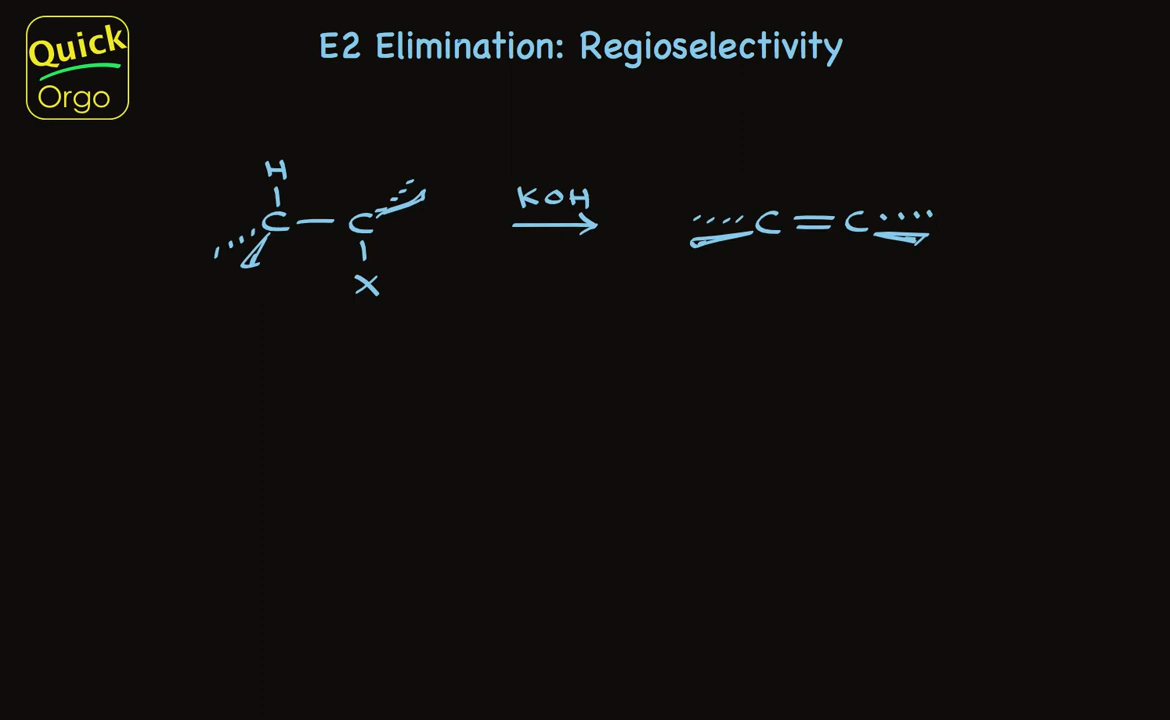 Quick
Orgo
E2 Elimination: Regioselectivity
H
C — C
X
KOH
C = C